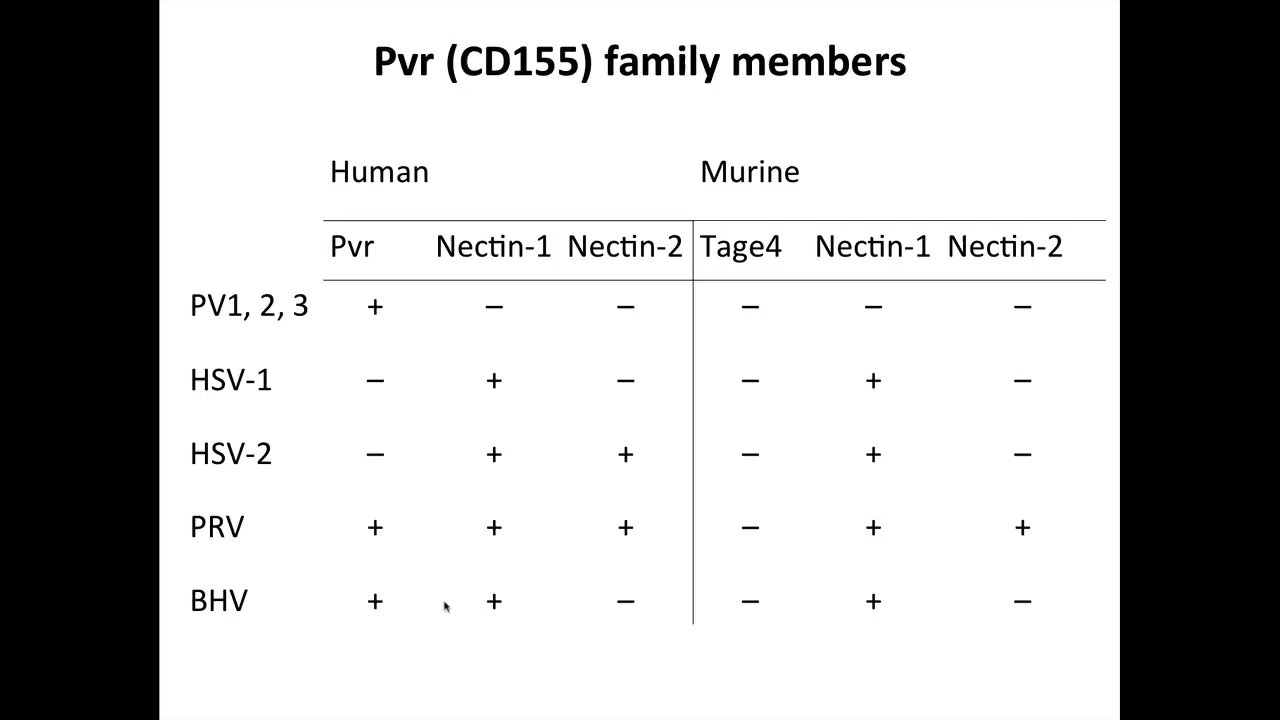 Pvr (CD155) family members
Human Murine
Pvr Nectin-1 Nectin-2 Tage4 Nectin-1 Nectin-2
PV1, 2, 3 + – – – – –
HSV-1 – + – – + –
HSV-2 – + + – + –
PRV + + + – + +
BHV + + – – + –